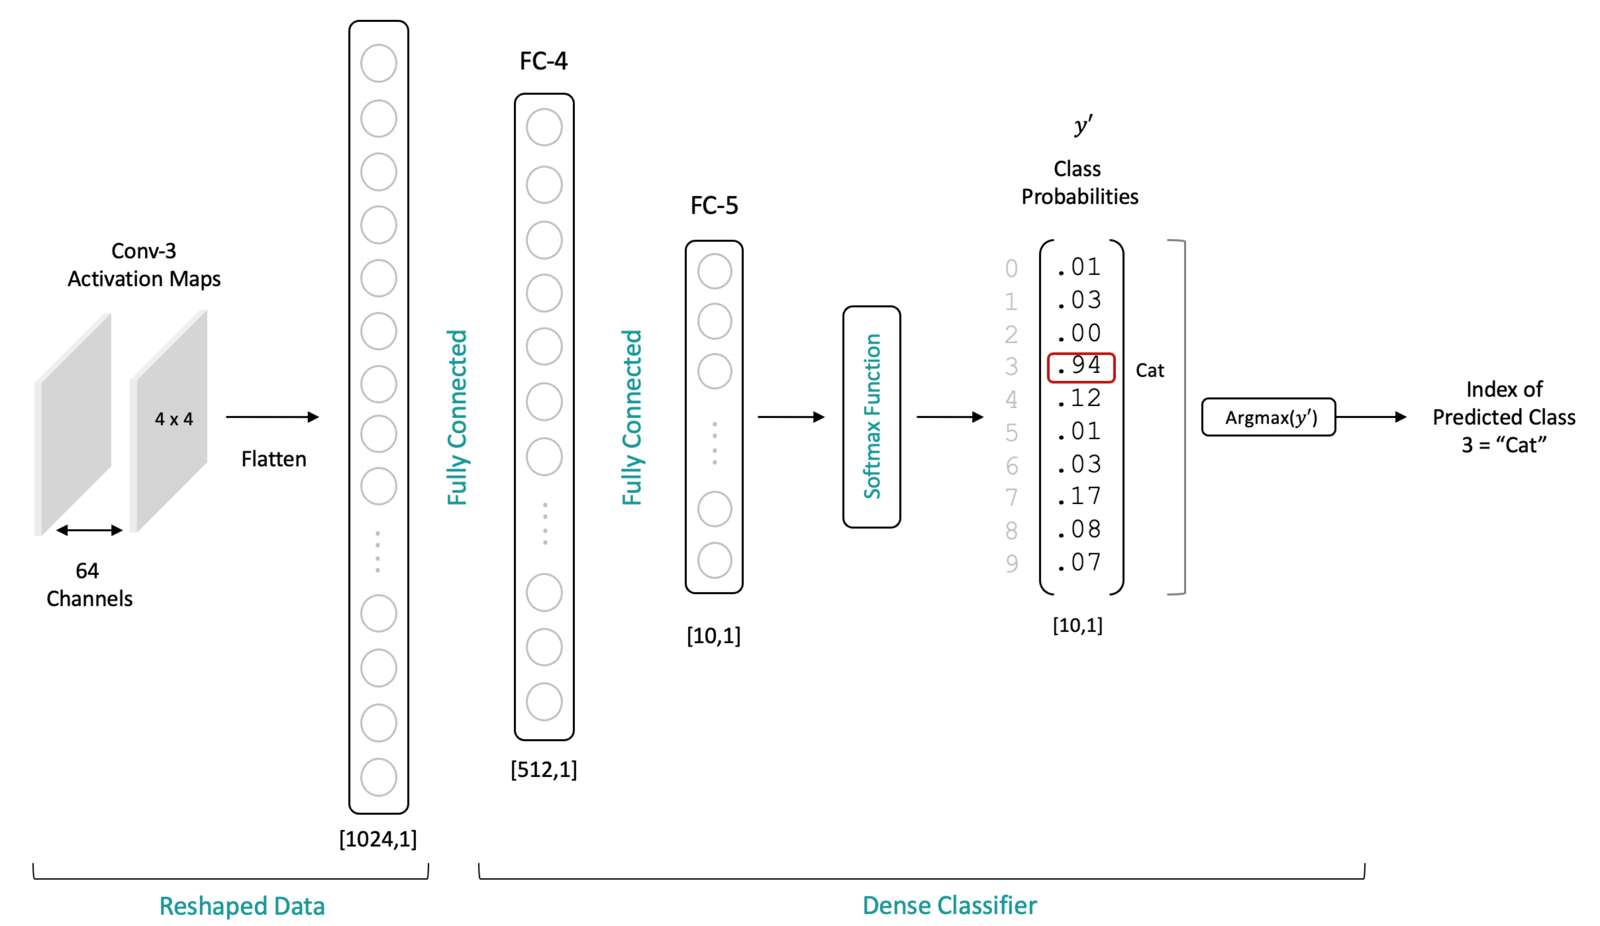 Conv-3
Activation Maps
4 x 4
64
Channels
Flatten
[1024,1]
Reshaped Data
Fully Connected
FC-4
[512,1]
Fully Connected
FC-5
[10,1]
Softmax Function
y′
Class
Probabilities
0 .01
1 .03
2 .00
3 .94 Cat
4 .12
5 .01
6 .03
7 .17
8 .08
9 .07
[10,1]
Argmax(y′)
Index of
Predicted Class
3 = “Cat”
Dense Classifier